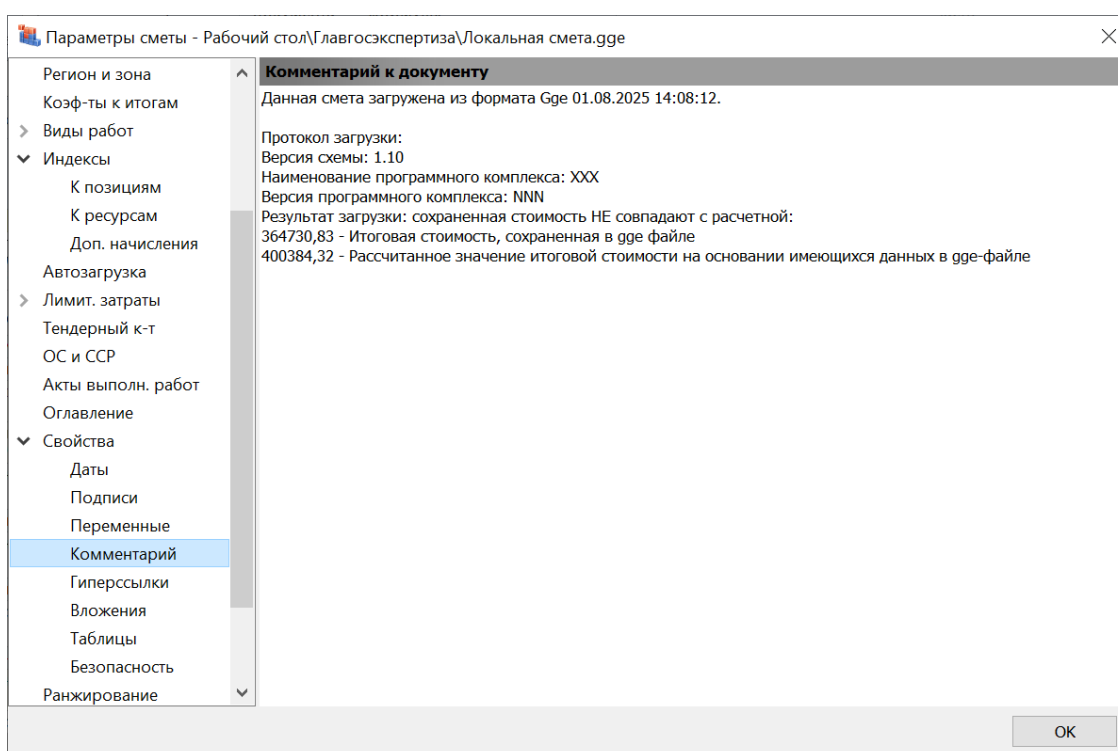 Параметры сметы - Рабочий стол\Главгосэкспертиза\Локальная смета.gge
Регион и зона
Коэф-ты к итогам
Виды работ
Индексы
К позициям
К ресурсам
Доп. начисления
Автозагрузка
Лимит. затраты
Тендерный к-т
ОС и ССР
Акты выполн. работ
Оглавление
Свойства
Даты
Подписи
Переменные
Комментарий
Гиперссылки
Вложения
Таблицы
Безопасность
Ранжирование
Комментарий к документу
Данная смета загружена из формата Gge 01.08.2025 14:08:12.
Протокол загрузки:
Версия схемы: 1.10
Наименование программного комплекса: XXX
Версия программного комплекса: NNN
Результат загрузки: сохраненная стоимость НЕ совпадают с расчетной:
364730,83 - Итоговая стоимость, сохраненная в gge файле
400384,32 - Рассчитанное значение итоговой стоимости на основании имеющихся данных в gge-файле
OK